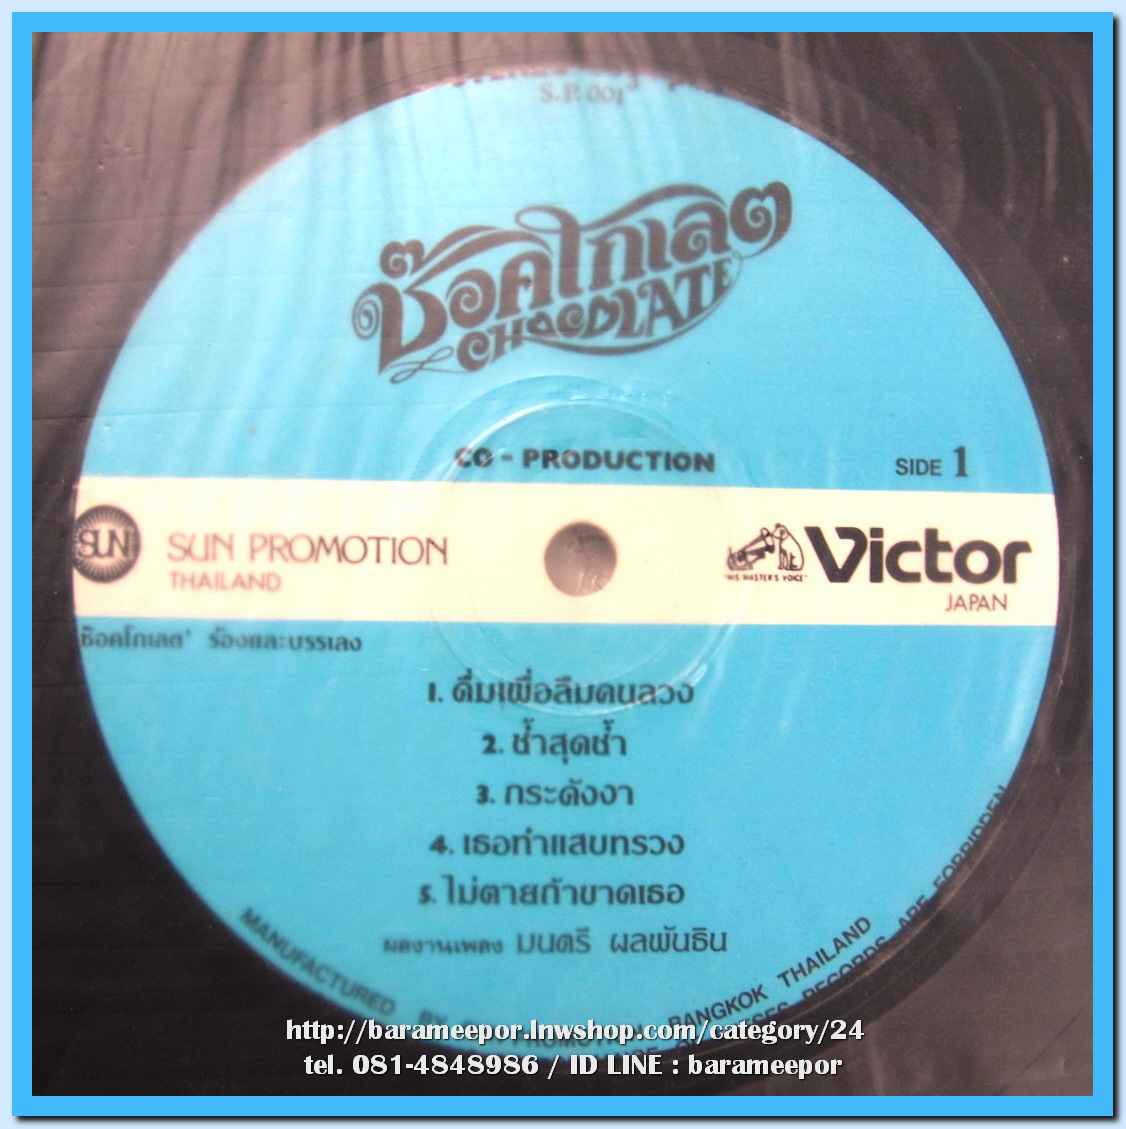 S.P. 001
ช๊อคโกเลต
CHOCOLATE
CO - PRODUCTION
SIDE 1
SUN
SUN PROMOTION
THAILAND
"HIS MASTER'S VOICE"
Victor
JAPAN
ช๊อคโกเลต' ร้องและบรรเลง
1. ดื่มเพื่อลืมคนลวง
2. ช้ำสุดช้ำ
3. กระดังงา
4. เธอทำแสบทรวง
5. ไม่ตายถ้าขาดเธอ
ผลงานเพลง มนตรี ผลพันธิน
MANUFACTURED BY PROMOTION BANGKOK THAILAND
RECORDS ARE FORBIDDEN
http://barameepor.lnwshop.com/category/24
tel. 081-4848986 / ID LINE : barameepor